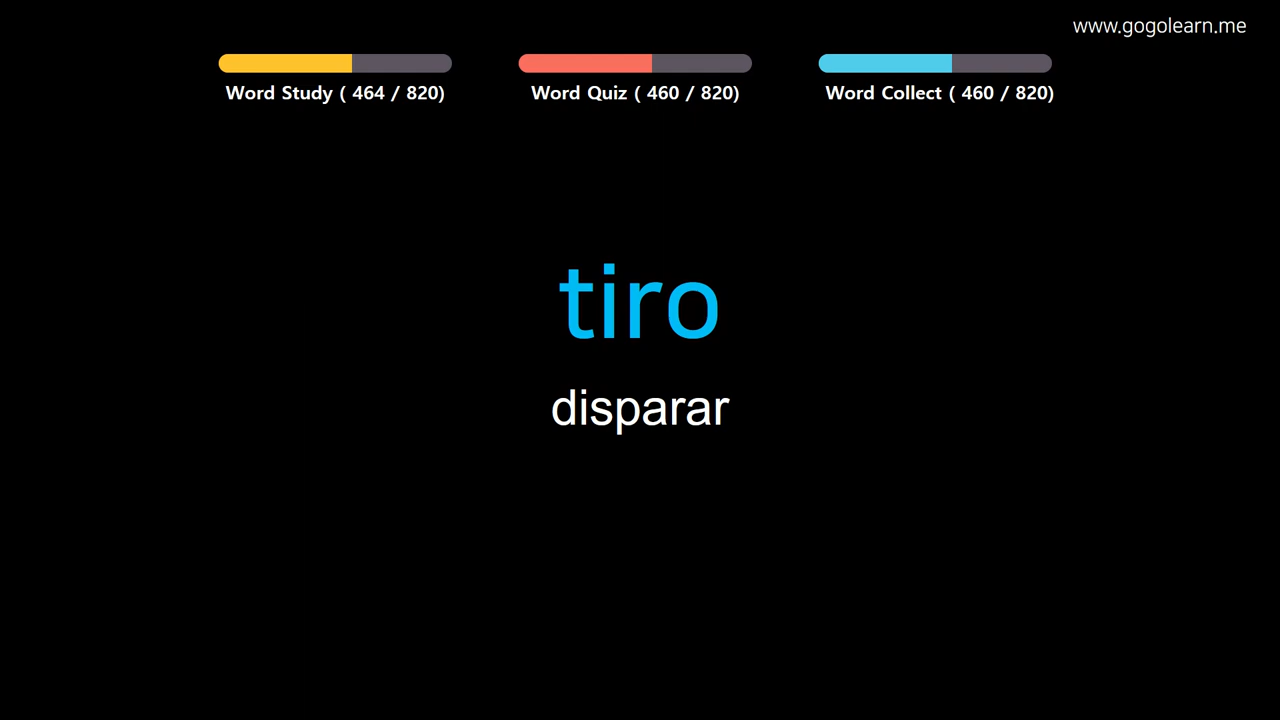 www.gogolearn.me
Word Study ( 464 / 820)
Word Quiz ( 460 / 820)
Word Collect ( 460 / 820)
tiro
disparar